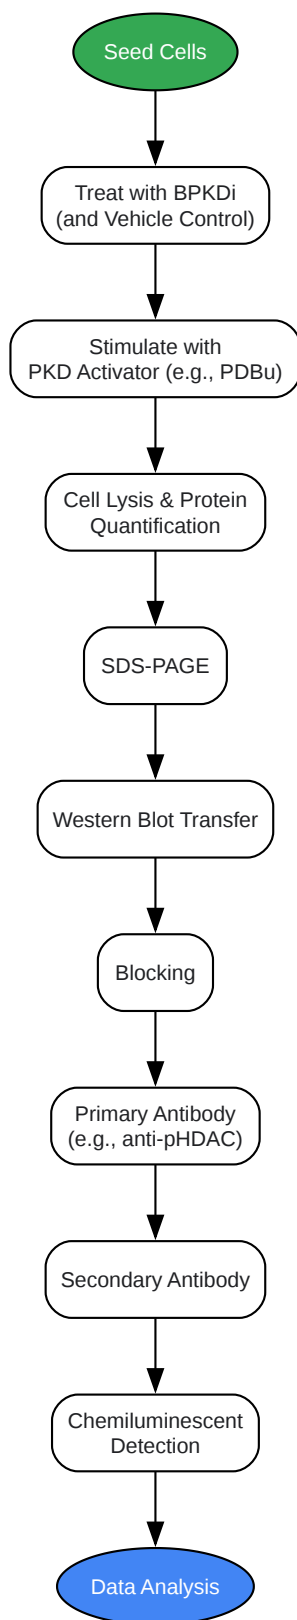 Seed Cells
Treat with BPKDi
(and Vehicle Control)
Stimulate with
PKD Activator (e.g., PDBu)
Cell Lysis & Protein
Quantification
SDS-PAGE
Western Blot Transfer
Blocking
Primary Antibody
(e.g., anti-pHDAC)
Secondary Antibody
Chemiluminescent
Detection
Data Analysis